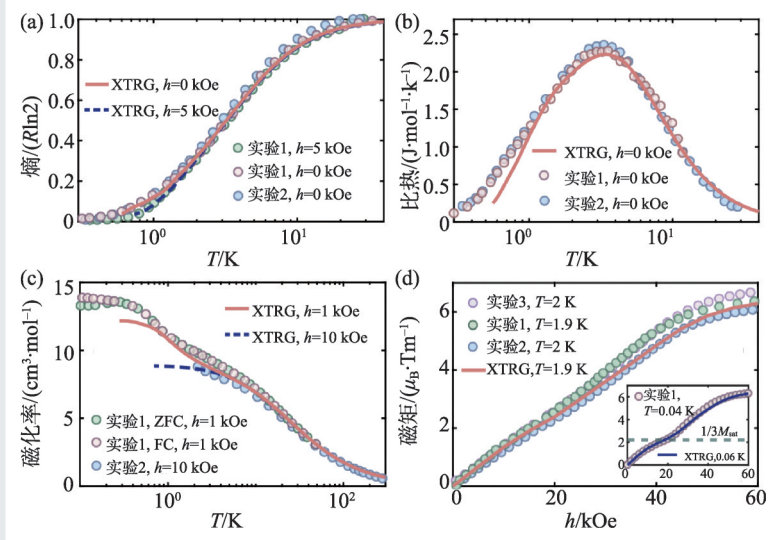 (a)
1.0
0.8
0.6
0.4
0.2
0
熵/(Rln2)
XTRG, h=0 kOe
XTRG, h=5 kOe
实验1, h=5 kOe
实验1, h=0 kOe
实验2, h=0 kOe
10⁰
10¹
T/K
(b)
2.5
2.0
1.5
1.0
0.5
0
比热/(J·mol⁻¹·k⁻¹)
XTRG, h=0 kOe
实验1, h=0 kOe
实验2, h=0 kOe
10⁰
10¹
T/K
(c)
15
10
5
0
磁化率/(cm³·mol⁻¹)
XTRG, h=1 kOe
XTRG, h=10 kOe
实验1, ZFC, h=1 kOe
实验1, FC, h=1 kOe
实验2, h=10 kOe
10⁰
10²
T/K
(d)
6
4
2
0
磁矩/(μB·Tm⁻¹)
实验3, T=2 K
实验1, T=1.9 K
实验2, T=2 K
XTRG,T=1.9 K
6
4
2
0
实验1,
T=0.04 K
1/3Msat
XTRG,0.06 K
0
20
40
60
0
20
40
60
h/kOe